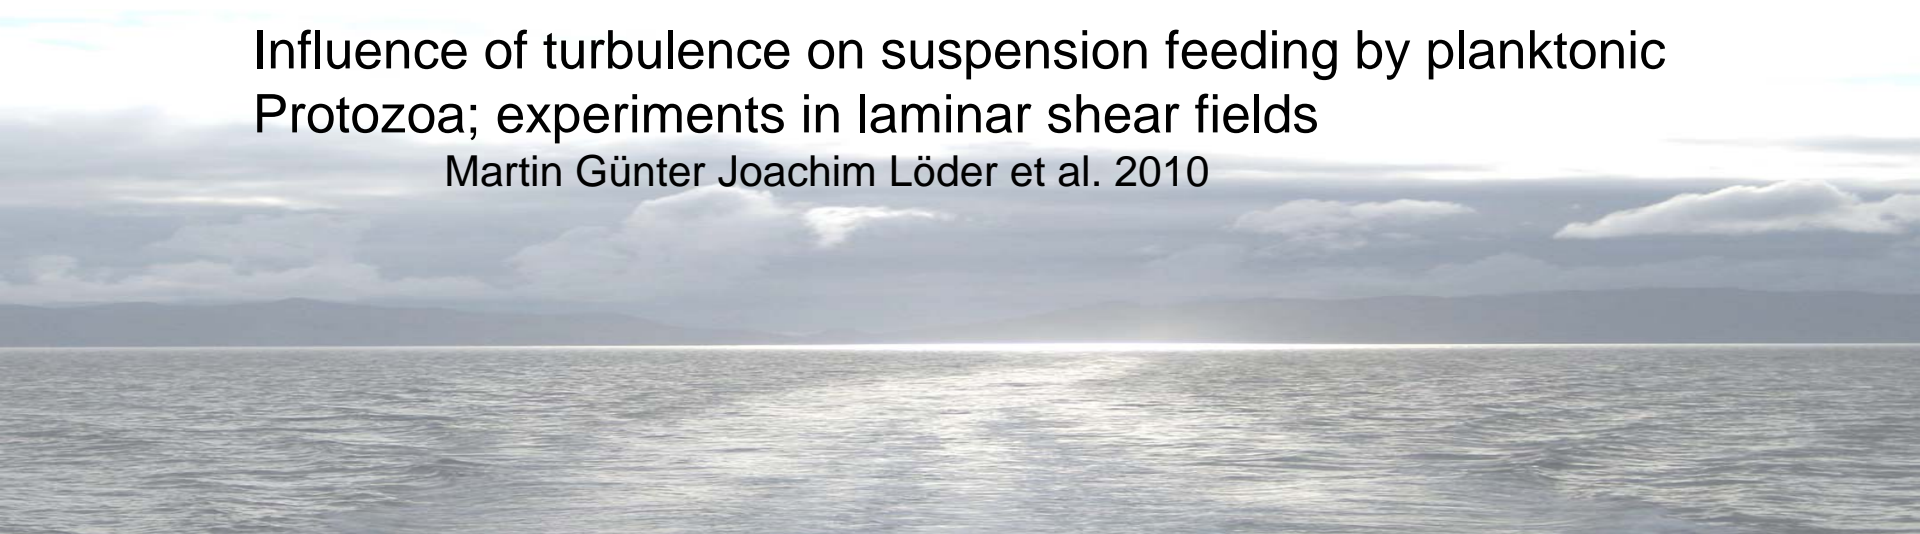 Influence of turbulence on suspension feeding by planktonic
Protozoa; experiments in laminar shear fields
Martin Günter Joachim Löder et al. 2010